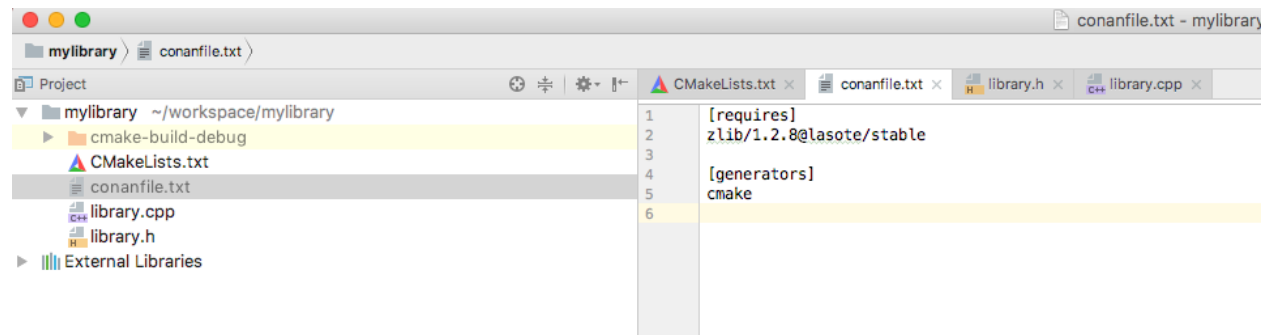 conanfile.txt - mylibrary
mylibrary conanfile.txt
Project
CMakeLists.txt conanfile.txt library.h library.cpp
mylibrary ~/workspace/mylibrary
cmake-build-debug
CMakeLists.txt
conanfile.txt
C++ library.cpp
H library.h
External Libraries
1 [requires]
2 zlib/1.2.8@lasote/stable
3
4 [generators]
5 cmake
6